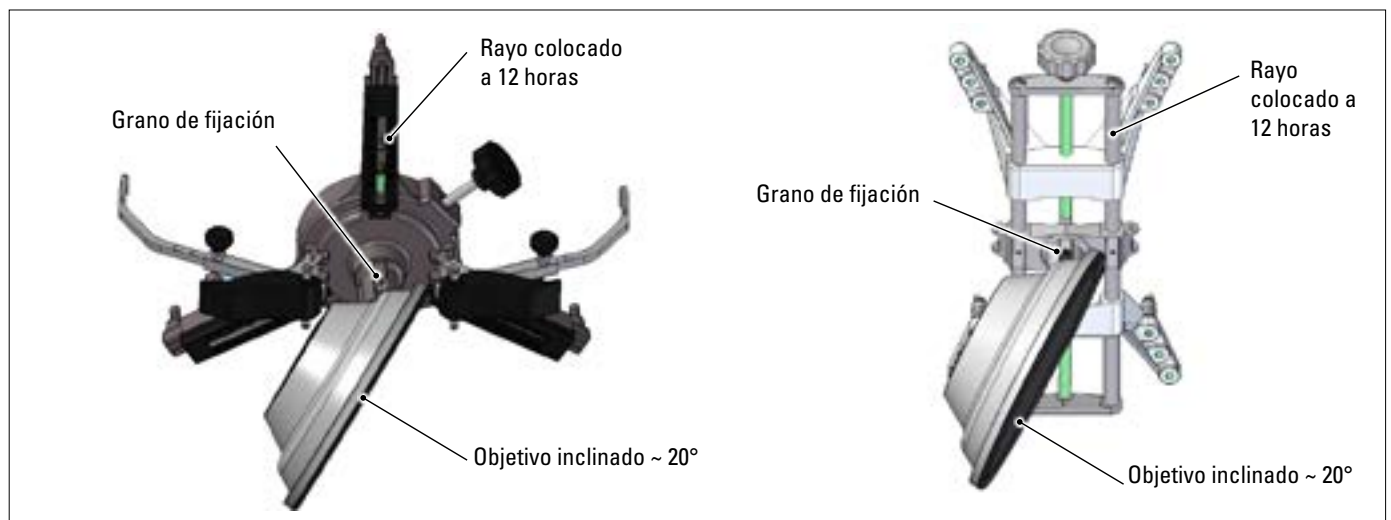 Rayo colocado
a 12 horas
Grano de fijación
Objetivo inclinado ~ 20°
Rayo
colocado a
12 horas
Grano de fijación
Objetivo inclinado ~ 20°